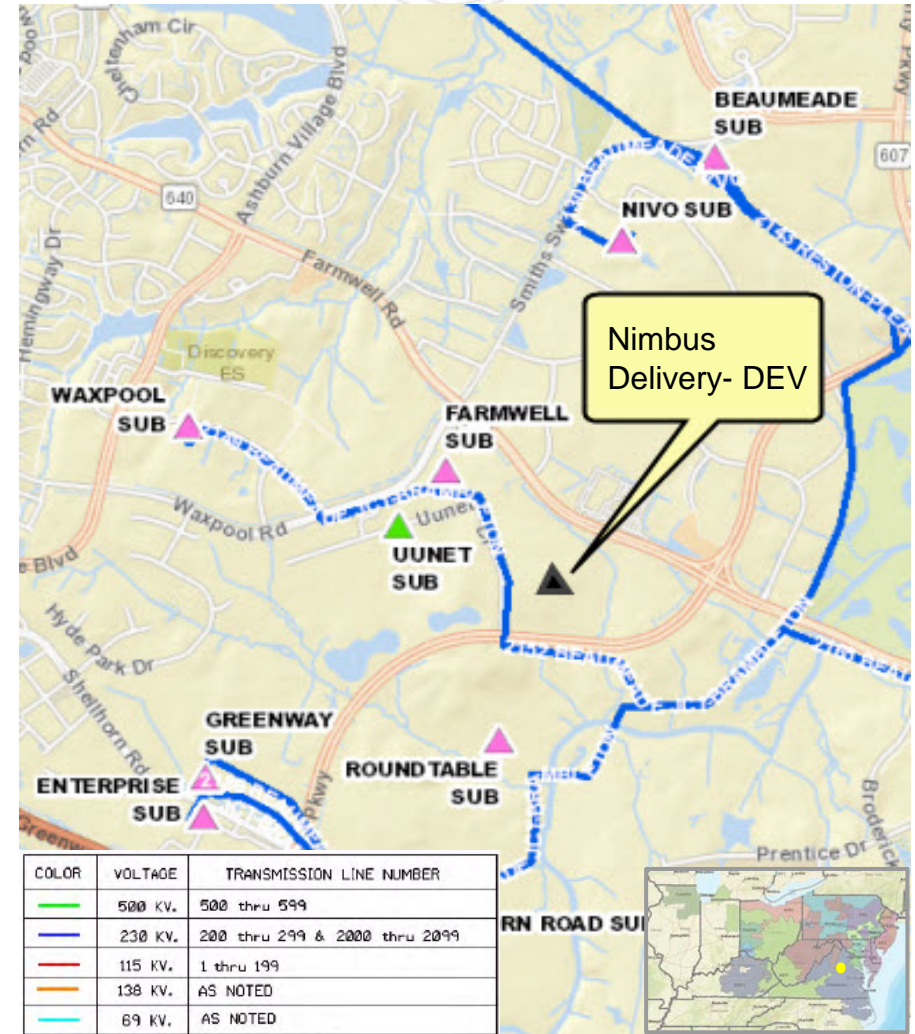 Cheltenham Cir
Ashburn Village Blvd
Pkwy
BEAUMEADE
SUB
607
640
NIVO SUB
Hemingway Dr
Farmwell Rd
Nimbus
Delivery- DEV
Discovery
ES
WAXPOOL
SUB
FARMWELL
SUB
Waxpool Rd
Uunet
UUNET
SUB
Blvd
Hyde Park Dr
Shellhorn Rd
GREENWAY
SUB
2
ENTERPRISE
SUB
ROUNDTABLE
SUB
Pkwy
Broderick
Prentice Dr
RN ROAD SU
COLOR VOLTAGE TRANSMISSION LINE NUMBER
500 KV. 500 thru 599
230 KV. 200 thru 299 & 2000 thru 2099
115 KV. 1 thru 199
138 KV. AS NOTED
69 KV. AS NOTED